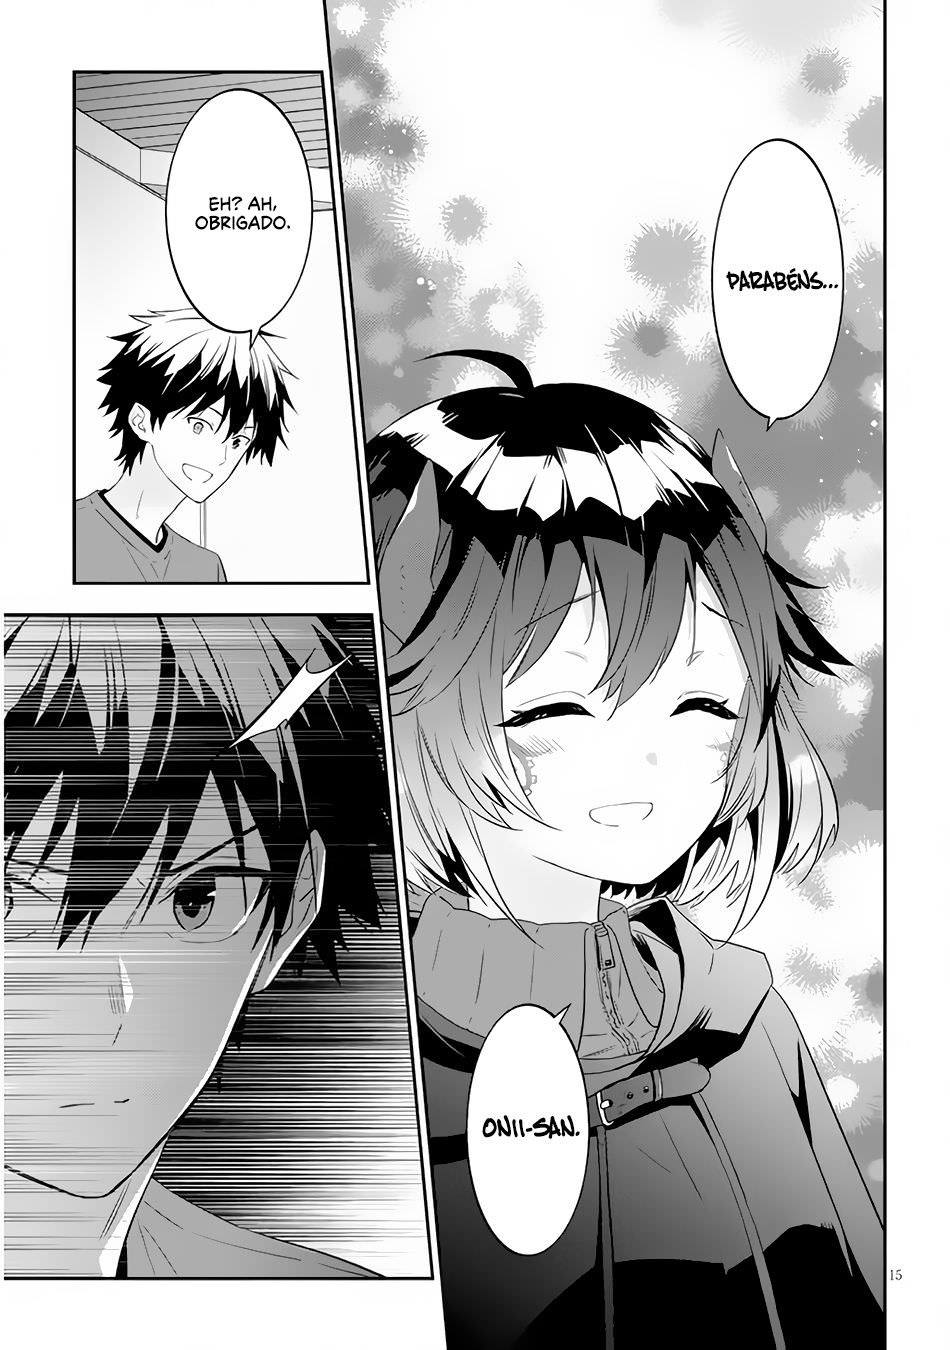 PARABÉNS...
ONII-SAN.
EH? AH,
OBRIGADO.
15